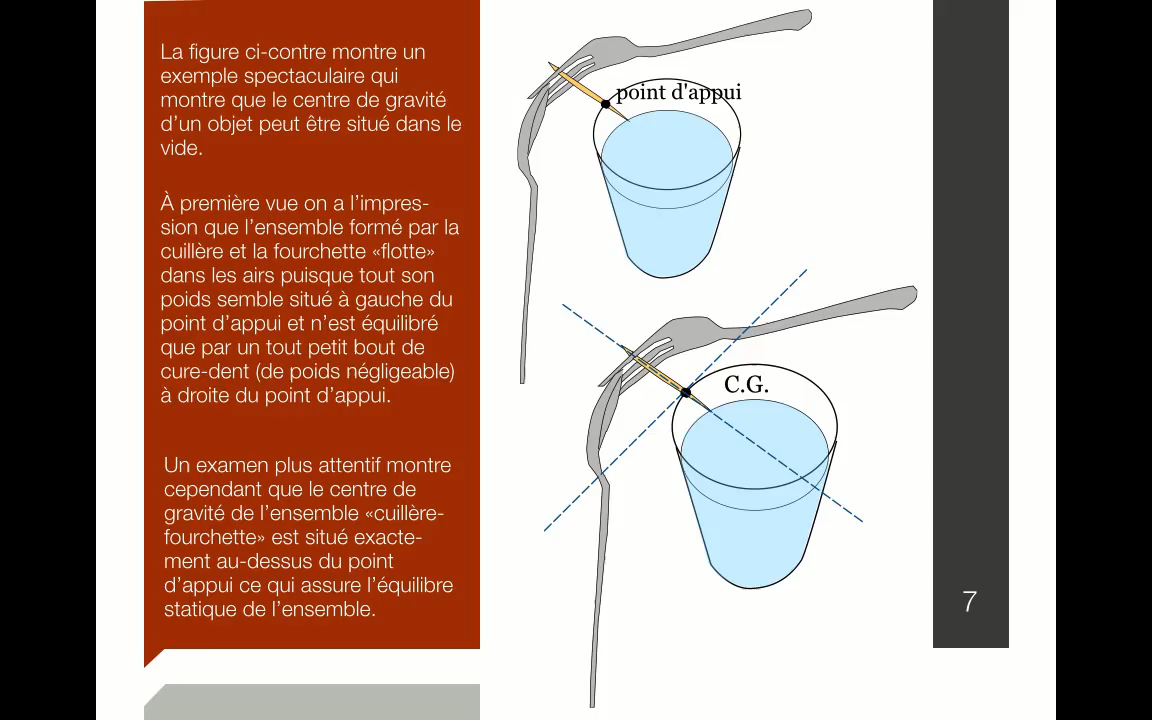 La figure ci-contre montre un
exemple spectaculaire qui
montre que le centre de gravité
d'un objet peut être situé dans le
vide.
À première vue on a l'impres-
sion que l'ensemble formé par la
cuillère et la fourchette «flotte»
dans les airs puisque tout son
poids semble situé à gauche du
point d'appui et n'est équilibré
que par un tout petit bout de
cure-dent (de poids négligeable)
à droite du point d'appui.
Un examen plus attentif montre
cependant que le centre de
gravité de l'ensemble «cuillère-
fourchette» est situé exacte-
ment au-dessus du point
d'appui ce qui assure l'équilibre
statique de l'ensemble.
point d'appui
C.G.
7